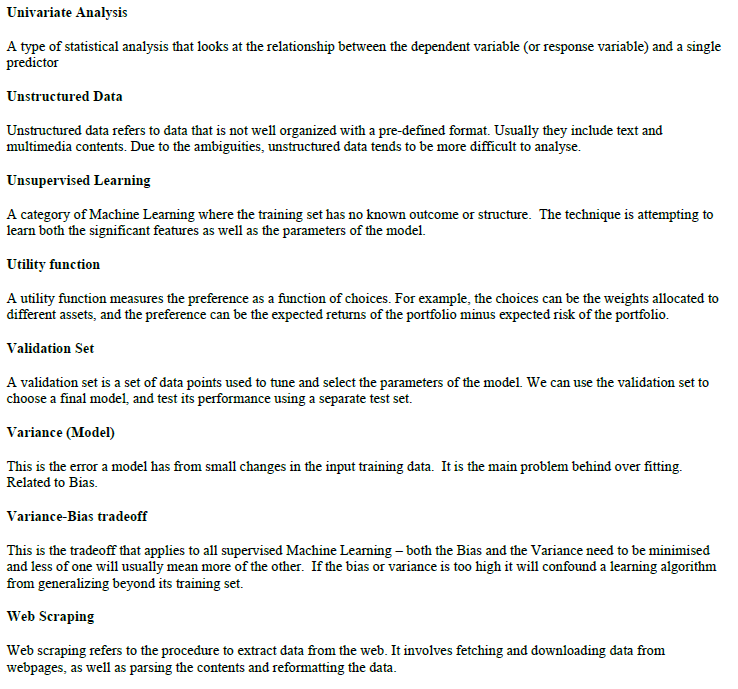 Univariate Analysis
A type of statistical analysis that looks at the relationship between the dependent variable (or response variable) and a single
predictor
Unstructured Data
Unstructured data refers to data that is not well organized with a pre-defined format. Usually they include text and
multimedia contents. Due to the ambiguities, unstructured data tends to be more difficult to analyse.
Unsupervised Learning
A category of Machine Learning where the training set has no known outcome or structure.  The technique is attempting to
learn both the significant features as well as the parameters of the model.
Utility function
A utility function measures the preference as a function of choices. For example, the choices can be the weights allocated to
different assets, and the preference can be the expected returns of the portfolio minus expected risk of the portfolio.
Validation Set
A validation set is a set of data points used to tune and select the parameters of the model. We can use the validation set to
choose a final model, and test its performance using a separate test set.
Variance (Model)
This is the error a model has from small changes in the input training data.  It is the main problem behind over fitting.
Related to Bias.
Variance-Bias tradeoff
This is the tradeoff that applies to all supervised Machine Learning – both the Bias and the Variance need to be minimised
and less of one will usually mean more of the other.  If the bias or variance is too high it will confound a learning algorithm
from generalizing beyond its training set.
Web Scraping
Web scraping refers to the procedure to extract data from the web. It involves fetching and downloading data from
webpages, as well as parsing the contents and reformatting the data.